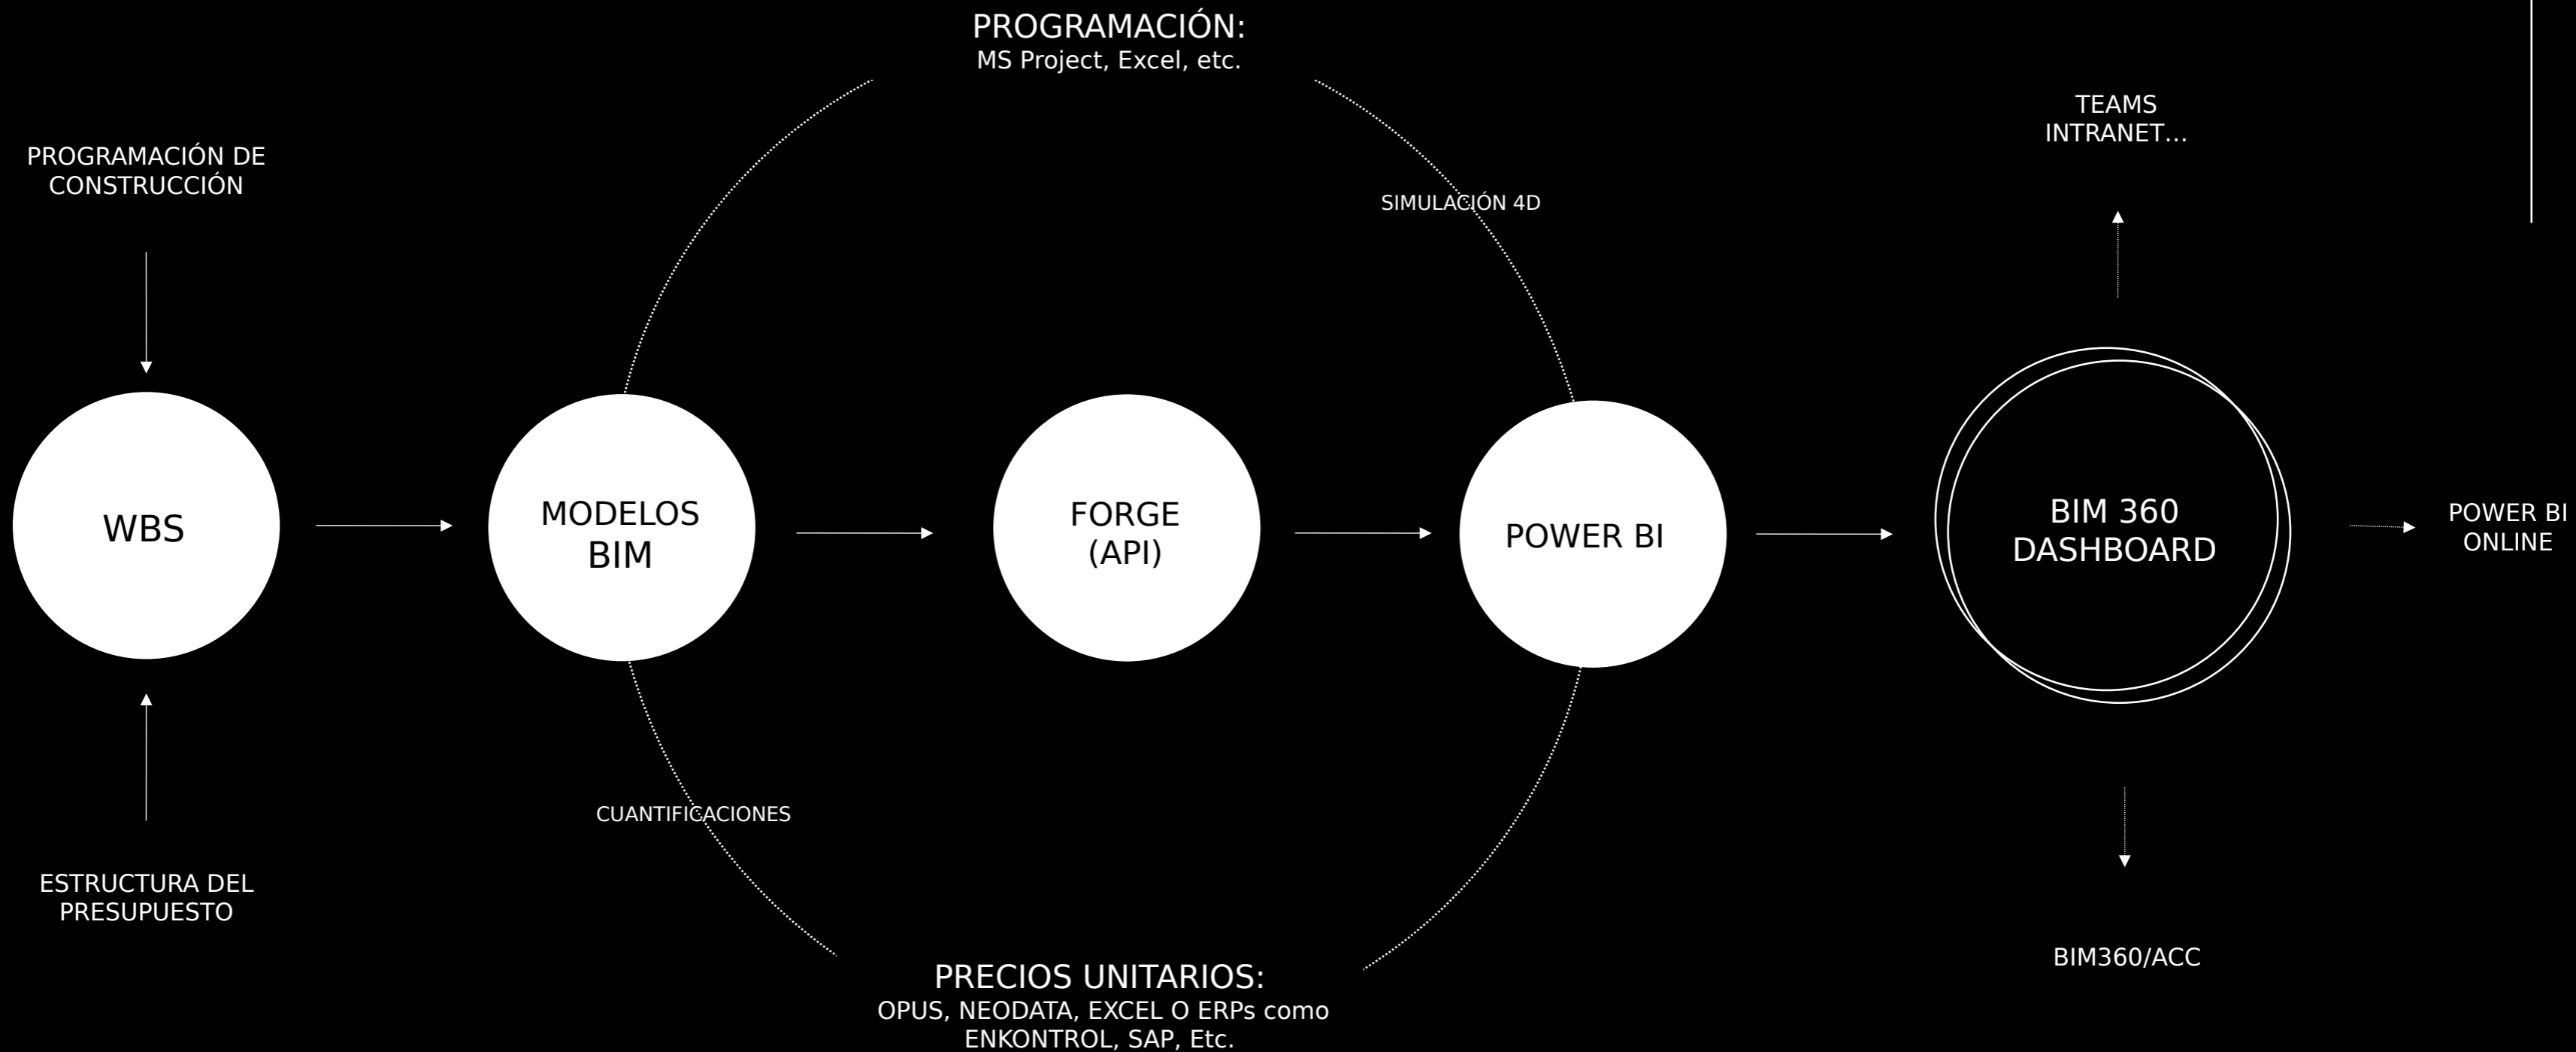 PROGRAMACIÓN:
MS Project, Excel, etc.
TEAMS
INTRANET...
PROGRAMACIÓN DE
CONSTRUCCIÓN
SIMULACIÓN 4D
WBS
MODELOS
BIM
FORGE
(API)
POWER BI
BIM 360
DASHBOARD
POWER BI
ONLINE
CUANTIFICACIONES
ESTRUCTURA DEL
PRESUPUESTO
BIM360/ACC
PRECIOS UNITARIOS:
OPUS, NEODATA, EXCEL O ERPs como
ENKONTROL, SAP, Etc.